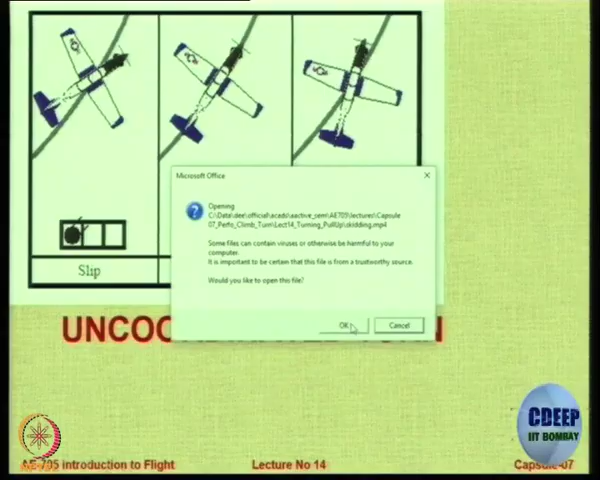 Microsoft Office
Opening
C:\Data\dee\official\acads\aactive_sem\AE705\lectures\Capsule
07_Perfo_Climb_Turn\Lect14_Turning_PullUp\skidding.mp4
Some files can contain viruses or otherwise be harmful to your
computer.
It is important to be certain that this file is from a trustworthy source.
Would you like to open this file?
OK
Cancel
Slip
CDEEP
IIT BOMBAY
AE-705 introduction to Flight
Lecture No 14
Capsule-07